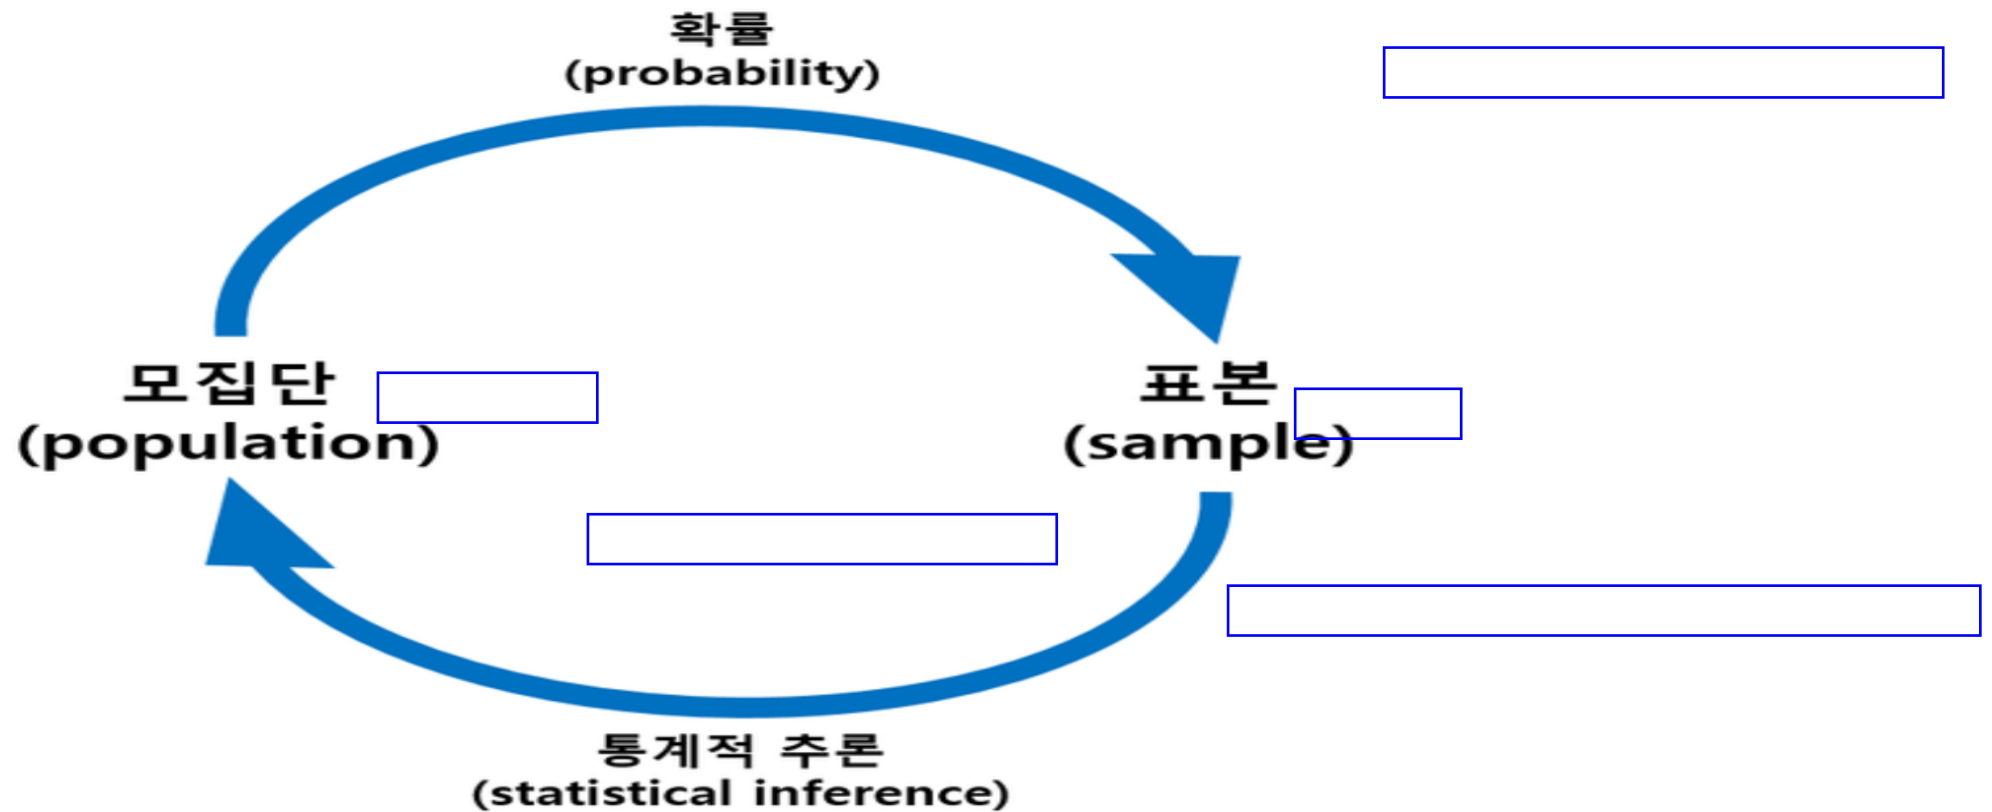 확률
(probability)
모집단
(population)
표본
(sample)
통계적 추론
(statistical inference)